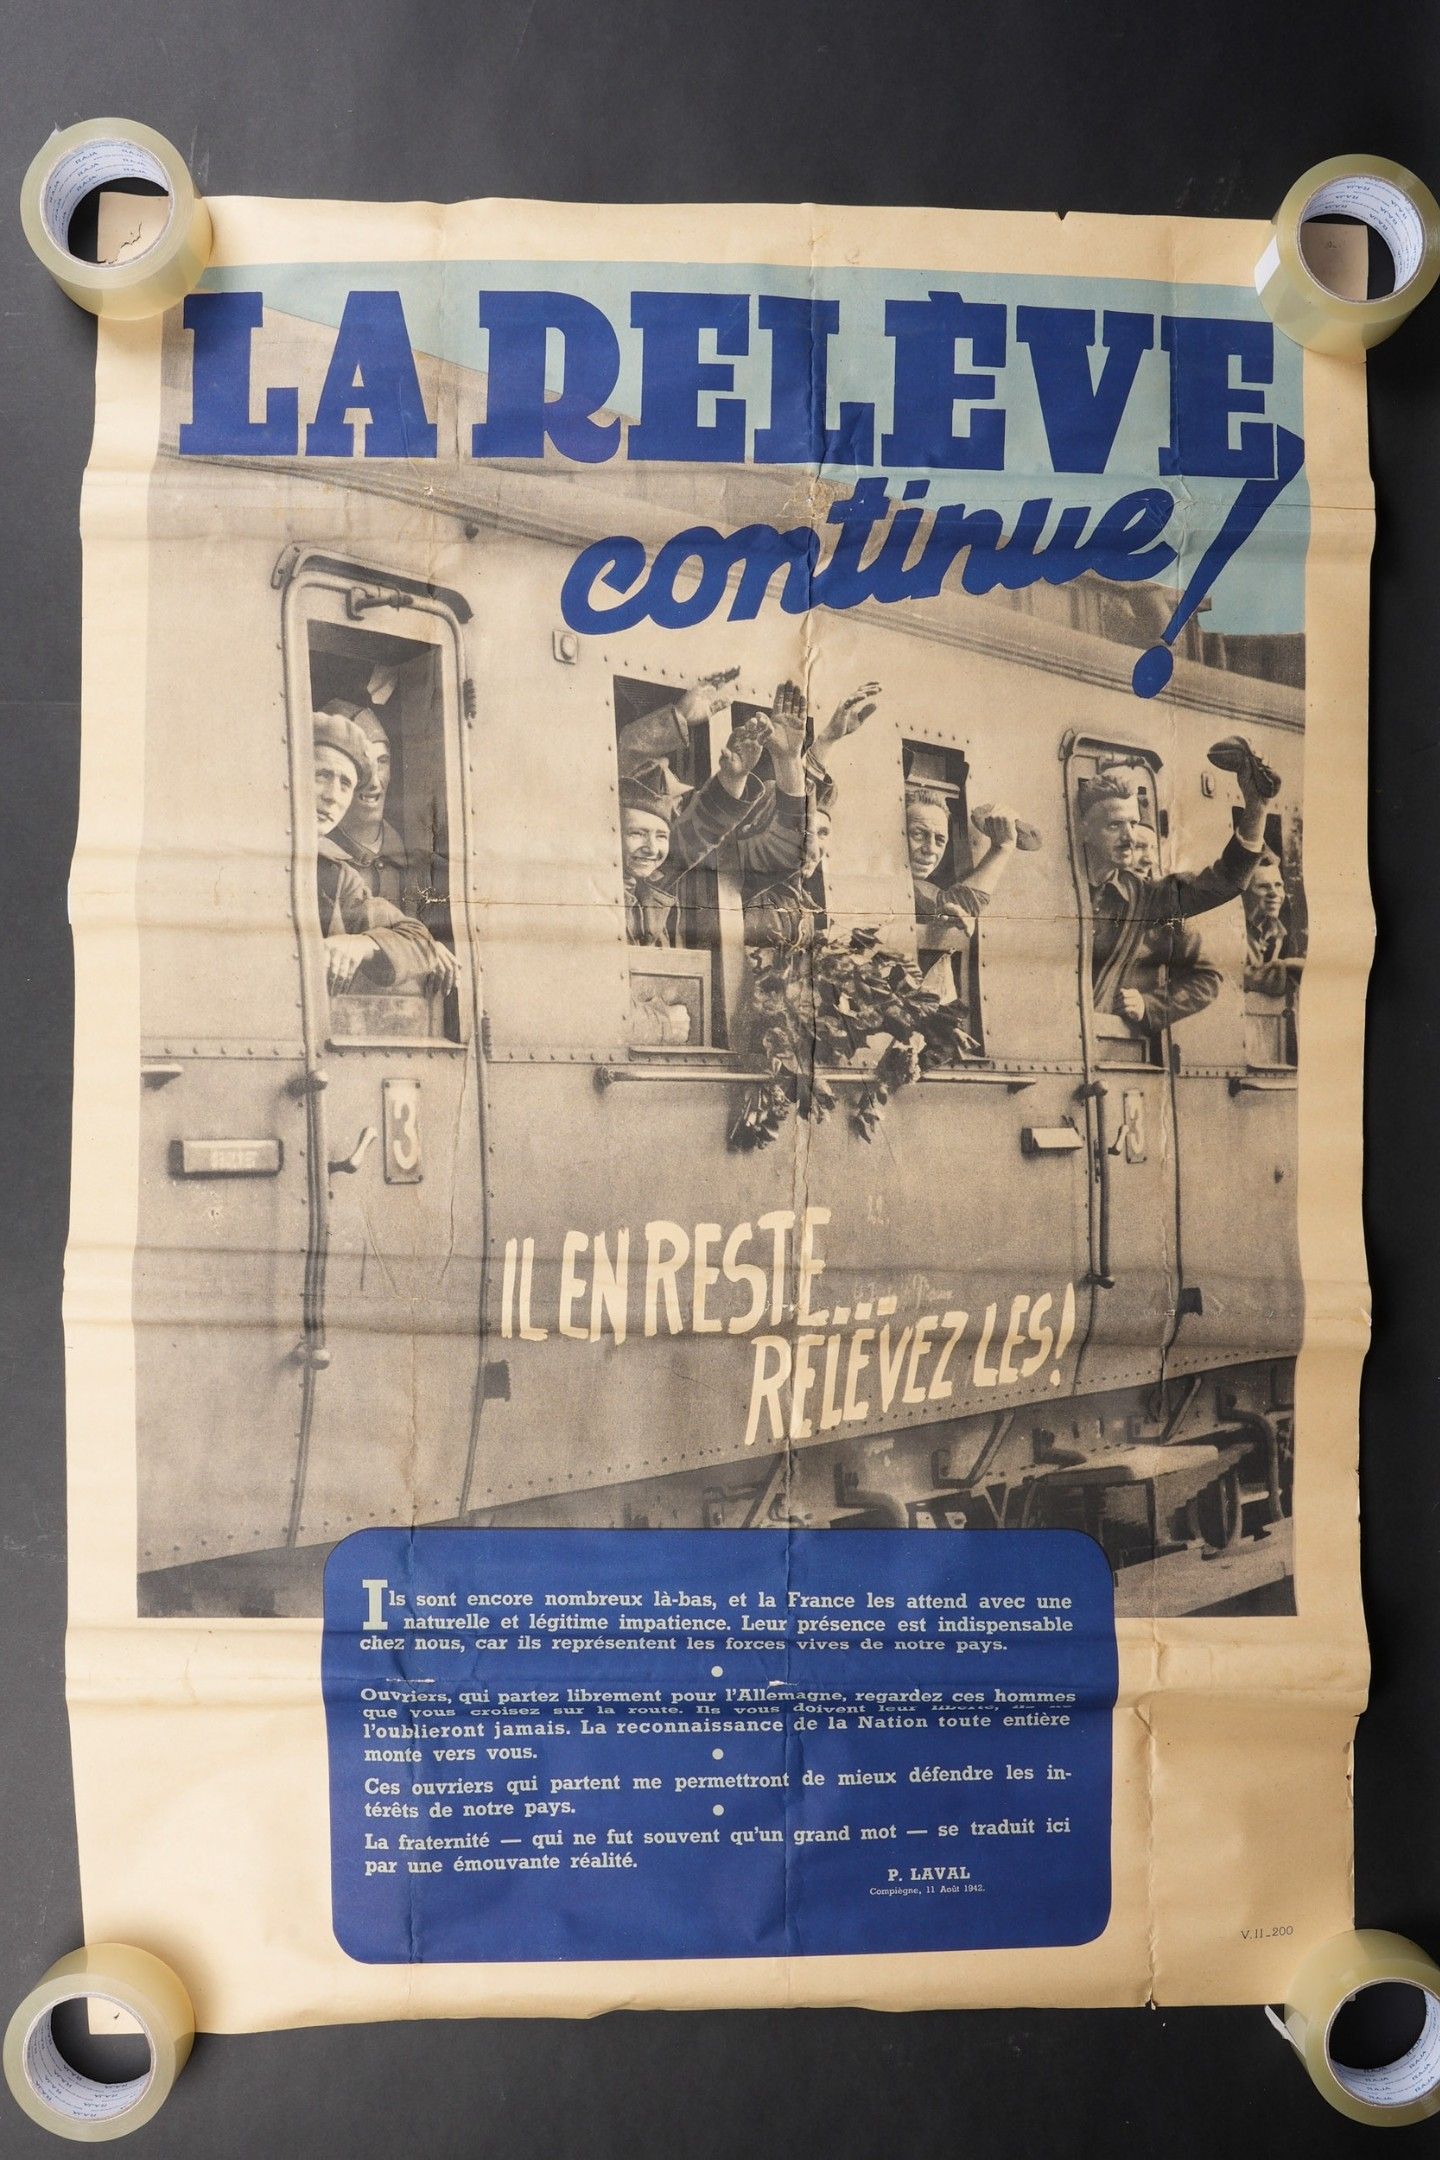 LA RELÈVE
continue!
3
3
IL EN RESTE....
RELEVEZ LES!
Ils sont encore nombreux là-bas, et la France les attend avec une
naturelle et légitime impatience. Leur présence est indispensable
chez nous, car ils représentent les forces vives de notre pays.
Ouvriers, qui partez librement pour l'Allemagne, regardez ces hommes
que vous croisez sur la route. Ils vous doivent leur
l'oublieront jamais. La reconnaissance de la Nation toute entière
monte vers vous.
Ces ouvriers qui partent me permettront de mieux défendre les in-
térêts de notre pays.
La fraternité — qui ne fut souvent qu'un grand mot — se traduit ici
par une émouvante réalité.
P. LAVAL
Compiègne, 11 Août 1942.
V.II_200
RAJA
RAJA
RAJA
RAJA